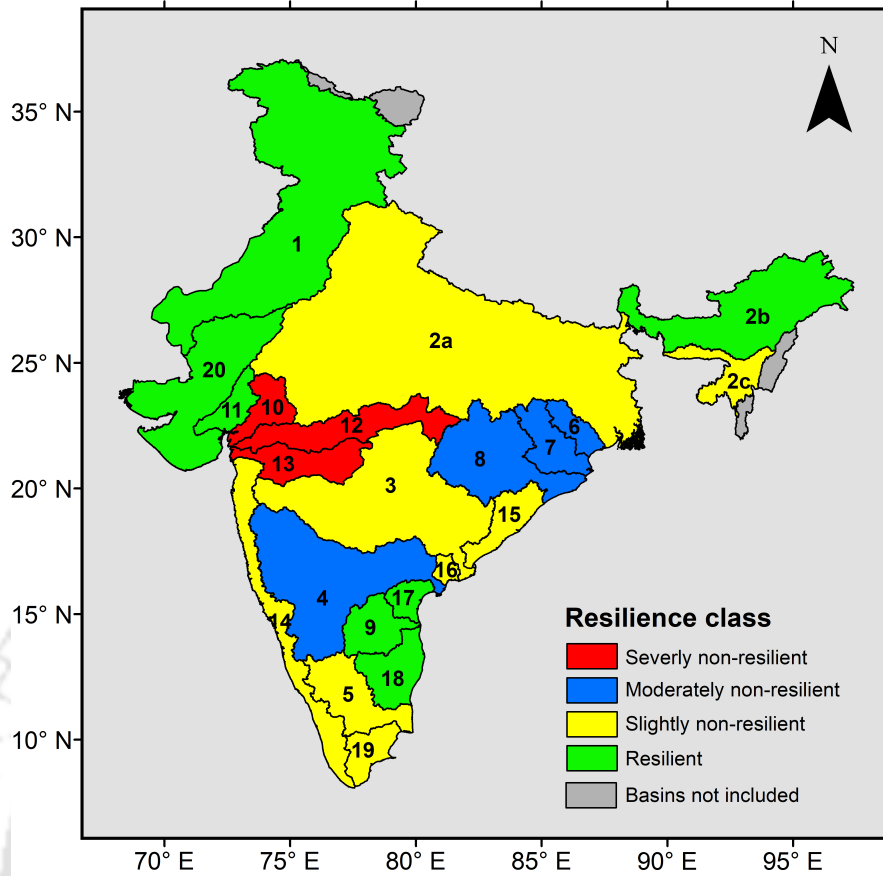 N
35° N
30° N
25° N
20° N
15° N
10° N
1
2a
2b
2c
20
11
10
12
13
3
8
7
6
15
16
4
14
17
9
18
5
19
Resilience class
Severly non-resilient
Moderately non-resilient
Slightly non-resilient
Resilient
Basins not included
70° E 75° E 80° E 85° E 90° E 95° E